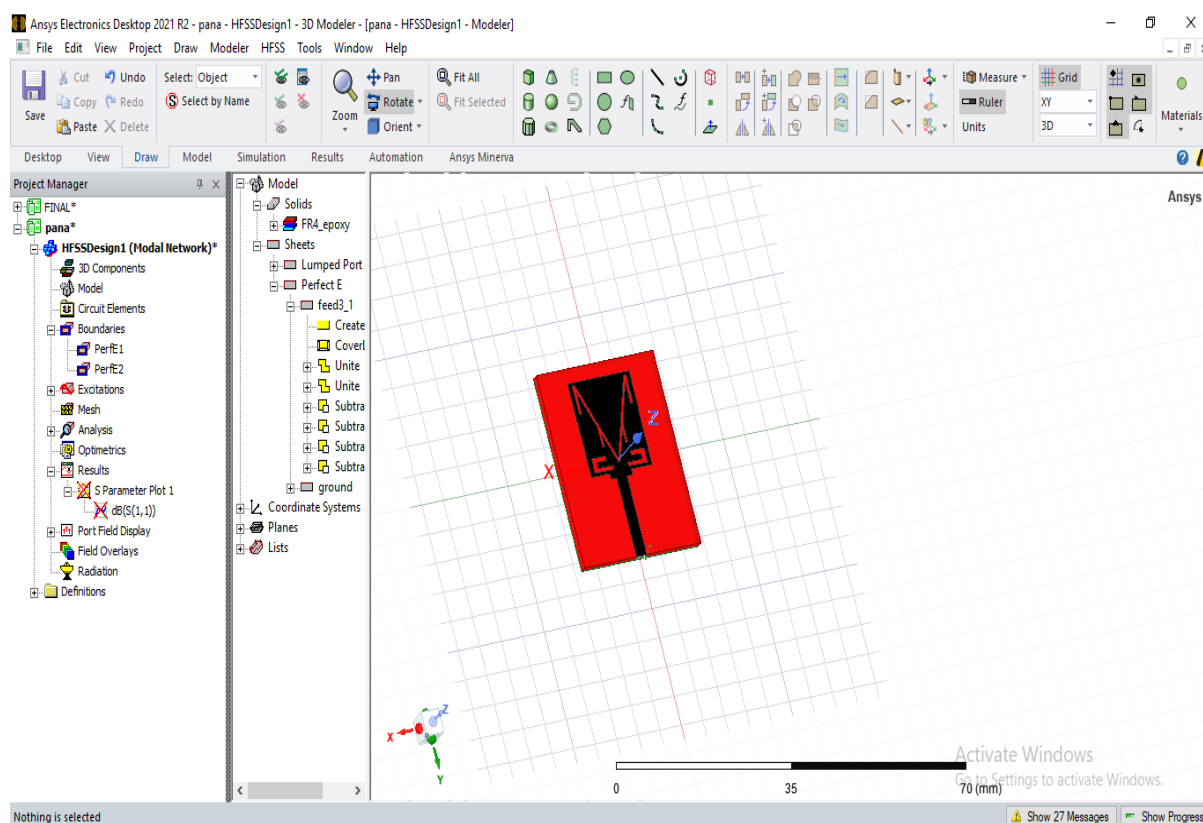 Ansys Electronics Desktop 2021 R2 - pana - HFSSDesign1 - 3D Modeler - [pana - HFSSDesign1 - Modeler]
File Edit View Project Draw Modeler HFSS Tools Window Help
Save
Cut Undo
Copy Redo
Paste Delete
Select: Object
Select by Name
Zoom
Pan
Rotate
Orient
Fit All
Fit Selected
Measure
Ruler
Units
Grid
XY
3D
Materials
Desktop View Draw Model Simulation Results Automation Ansys Minerva
Project Manager
FINAL*
pana*
HFSSDesign1 (Modal Network)*
3D Components
Model
Circuit Elements
Boundaries
PerfE1
PerfE2
Excitations
Mesh
Analysis
Optimetrics
Results
S Parameter Plot 1
dB(S(1,1))
Port Field Display
Field Overlays
Radiation
Definitions
Model
Solids
FR4_epoxy
Sheets
Lumped Port
Perfect E
feed3_1
Create
Coverl
Unite
Unite
Subtra
Subtra
Subtra
Subtra
ground
Coordinate Systems
Planes
Lists
Ansys
Z
X
Z
X
Y
0 35 70 (mm)
Activate Windows
Go to Settings to activate Windows.
Nothing is selected
Show 27 Messages Show Progress